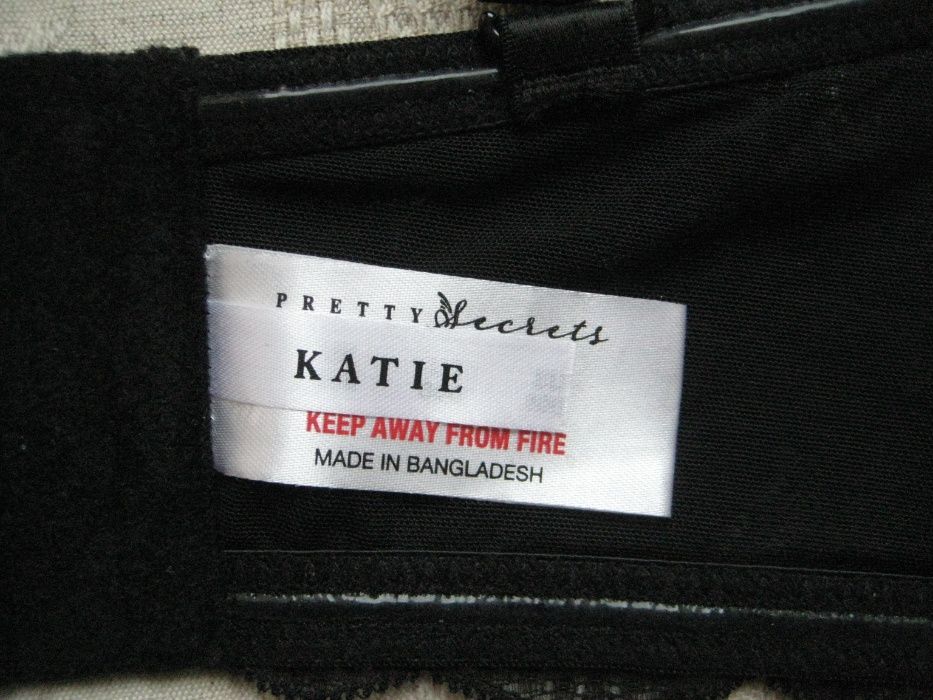 PRETTY Secrets
KATIE
KEEP AWAY FROM FIRE
MADE IN BANGLADESH